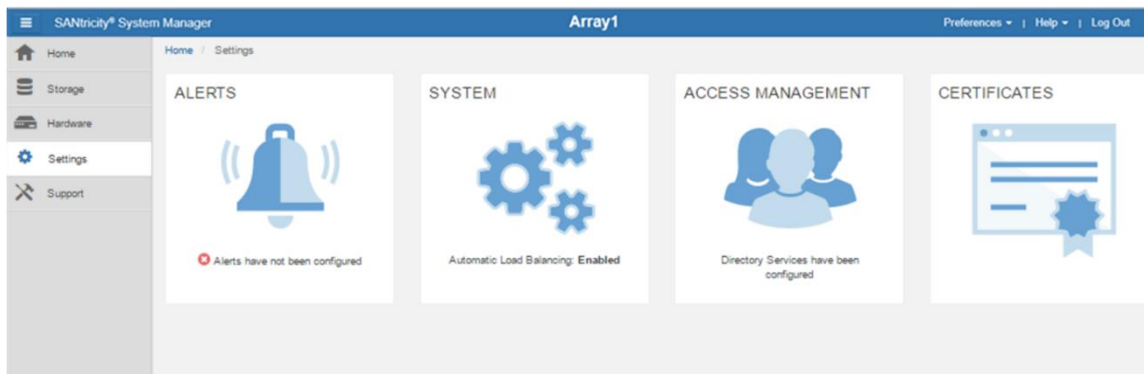 SANtricity® System Manager
Array1
Preferences | Help | Log Out
Home
Storage
Hardware
Settings
Support
Home / Settings
ALERTS
Alerts have not been configured
SYSTEM
Automatic Load Balancing: Enabled
ACCESS MANAGEMENT
Directory Services have been
configured
CERTIFICATES